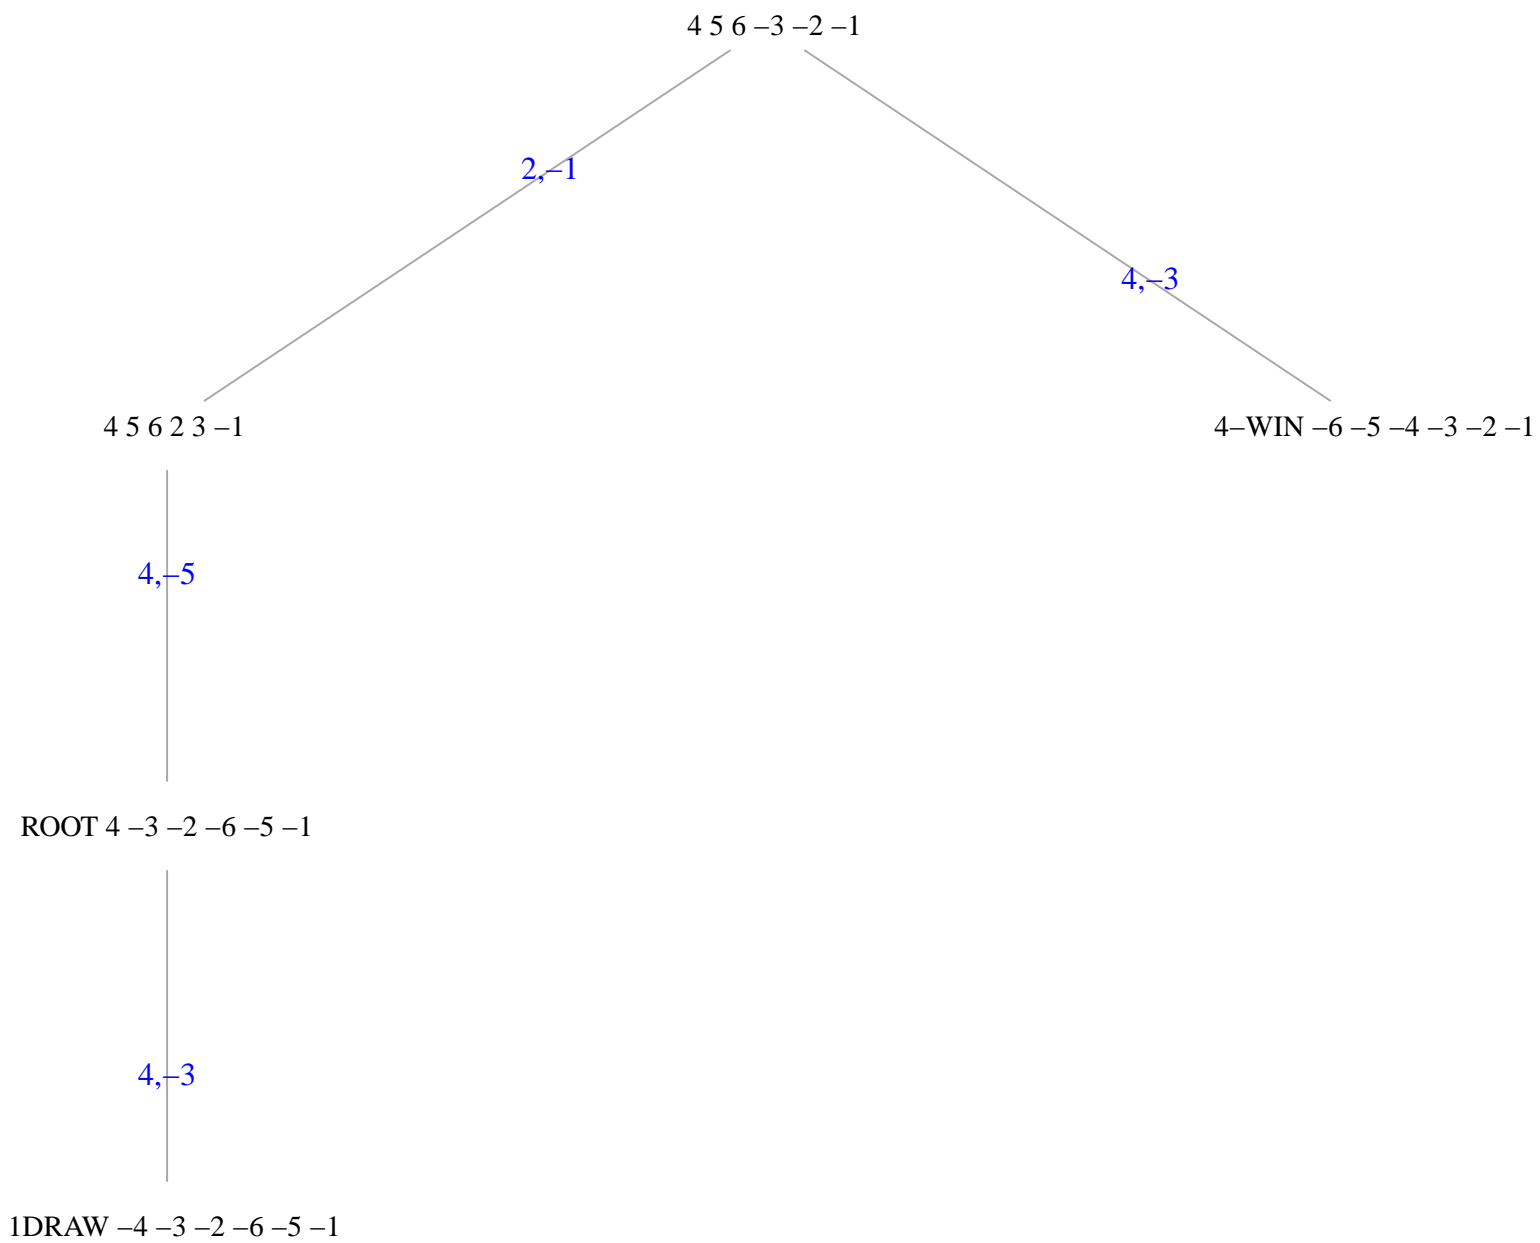 4 5 6 –3 –2 –1
2,–1
4,–3
4 5 6 2 3 –1
4–WIN –6 –5 –4 –3 –2 –1
4,–5
ROOT 4 –3 –2 –6 –5 –1
4,–3
1DRAW –4 –3 –2 –6 –5 –1